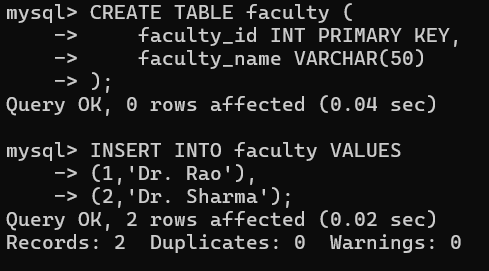 mysql> CREATE TABLE faculty (
    ->     faculty_id INT PRIMARY KEY,
    ->     faculty_name VARCHAR(50)
    -> );
Query OK, 0 rows affected (0.04 sec)

mysql> INSERT INTO faculty VALUES
    -> (1,'Dr. Rao'),
    -> (2,'Dr. Sharma');
Query OK, 2 rows affected (0.02 sec)
Records: 2  Duplicates: 0  Warnings: 0